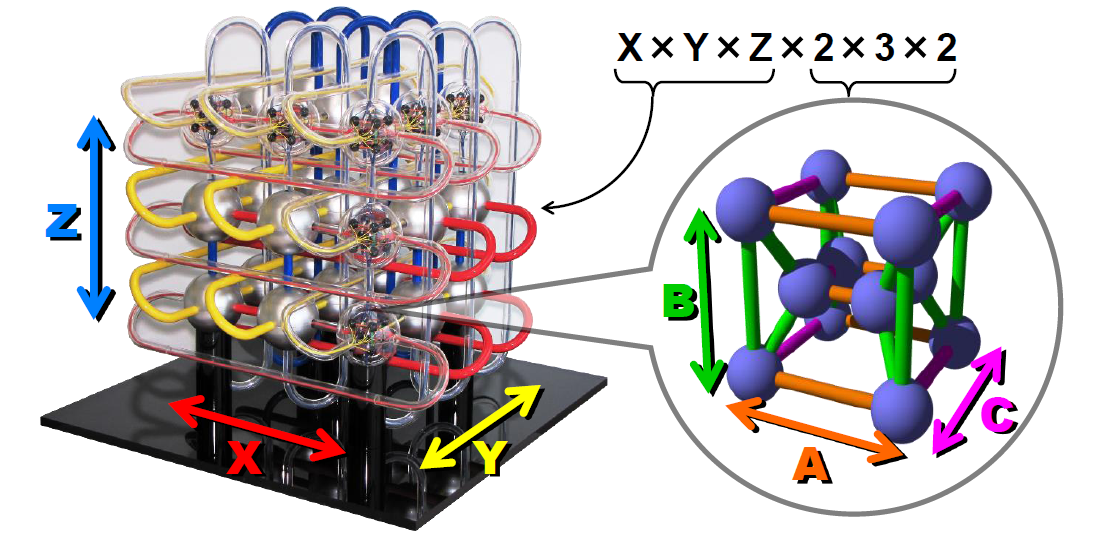 X × Y × Z × 2 × 3 × 2
Z
X
Y
B
A
C